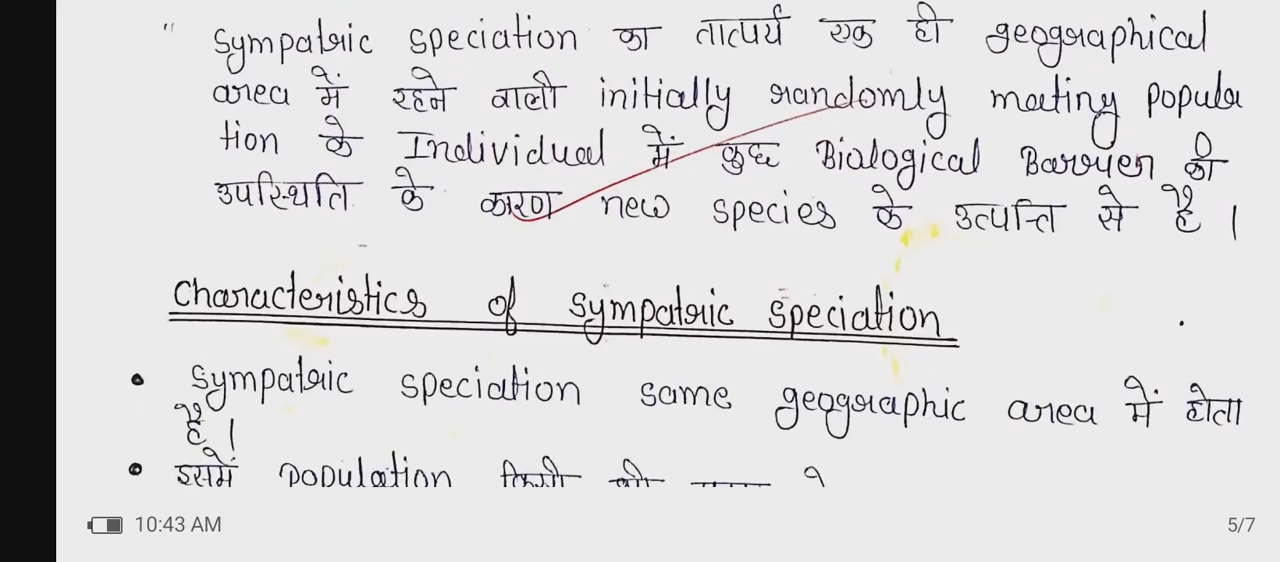 " Sympatric speciation का तात्पर्य एक ही geographical
area में रहने वाली initially randomly mating popula
tion के Individual में कुछ Biological Barrier की
उपस्थिति के कारण new species के उत्पत्ति से है ।
Characteristics of sympatric speciation
• Sympatric speciation same geographic area में होता
है ।
• इसमें population
10:43 AM
5/7